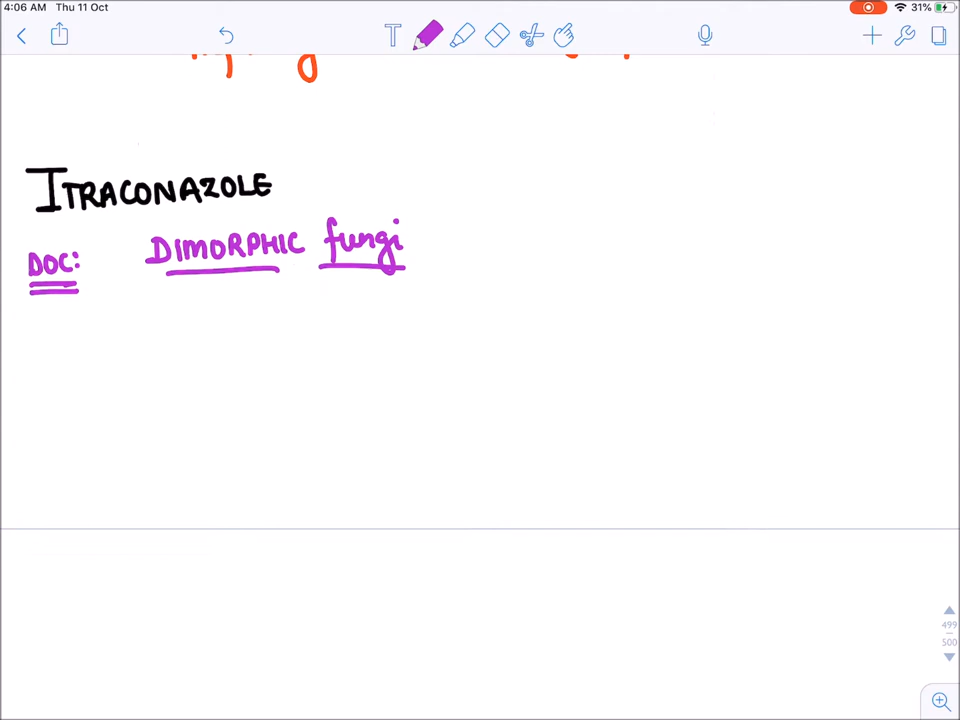 4:06 AM Thu 11 Oct 31%
T
ITRACONAZOLE
DOC: DIMORPHIC fungi
499
500